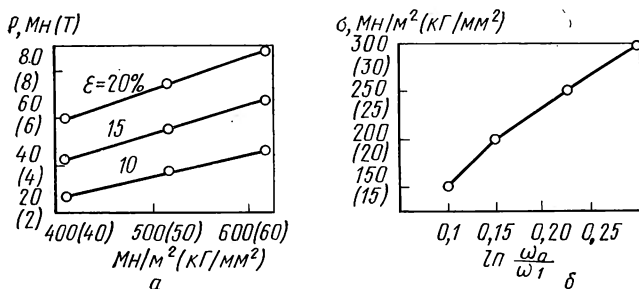 P, Мн(Т)
80
(8)
60
(6)
40
(4)
20
(2)
ε=20%
15
10
400(40) 500(50) 600(60)
Мн/м²(кГ/мм²)
а
σ, Мн/м²(кГ/мм²)
300
(30)
250
(25)
200
(20)
150
(15)
0,1 0,15 0,20 0,25
ln ω₀/ω₁
б